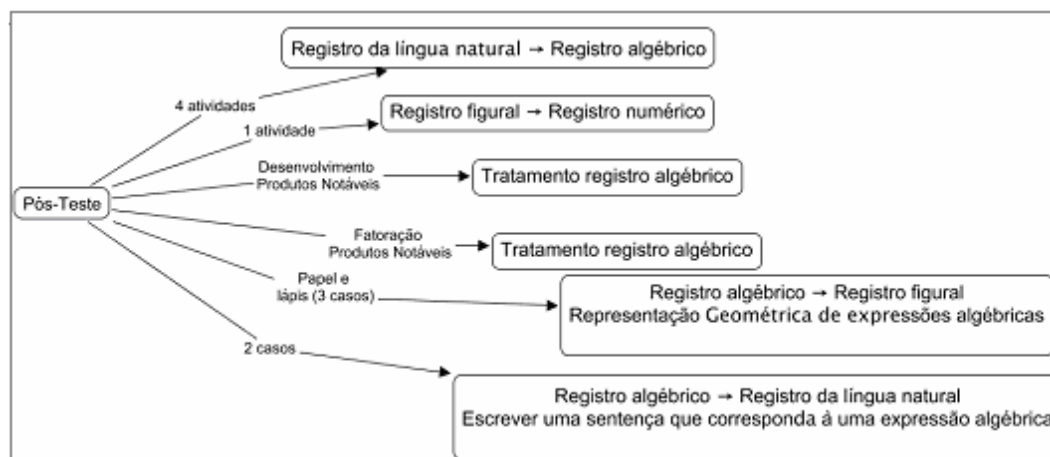 Registro da língua natural → Registro algébrico
4 atividades
Registro figural → Registro numérico
1 atividade
Desenvolvimento
Produtos Notáveis
Tratamento registro algébrico
Pós-Teste
Fatoração
Produtos Notáveis
Tratamento registro algébrico
Papel e
lápis (3 casos)
Registro algébrico → Registro figural
Representação Geométrica de expressões algébricas
2 casos
Registro algébrico → Registro da língua natural
Escrever uma sentença que corresponda á uma expressão algébrica